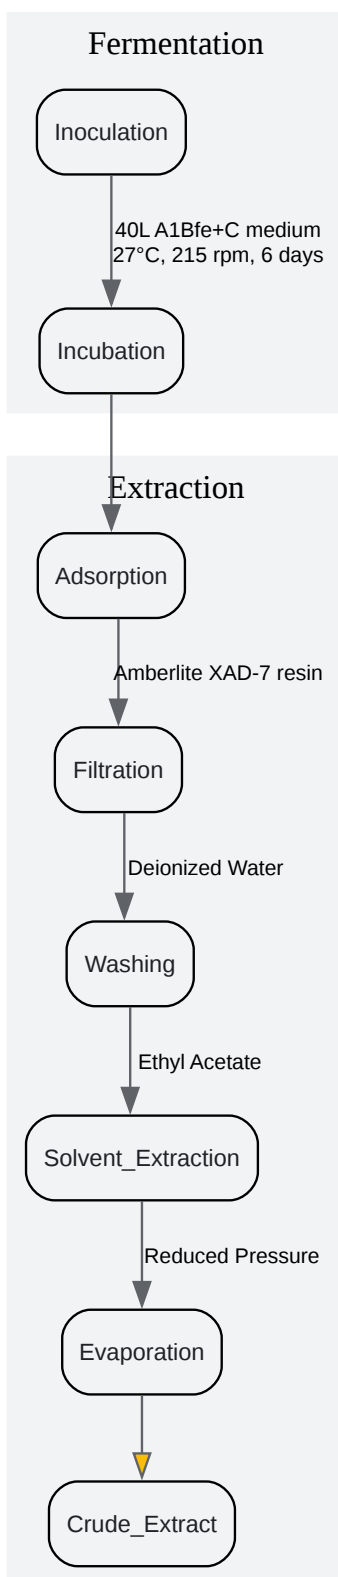 Fermentation
Inoculation
40L A1Bfe+C medium
27°C, 215 rpm, 6 days
Incubation
Extraction
Adsorption
Amberlite XAD-7 resin
Filtration
Deionized Water
Washing
Ethyl Acetate
Solvent_Extraction
Reduced Pressure
Evaporation
Crude_Extract